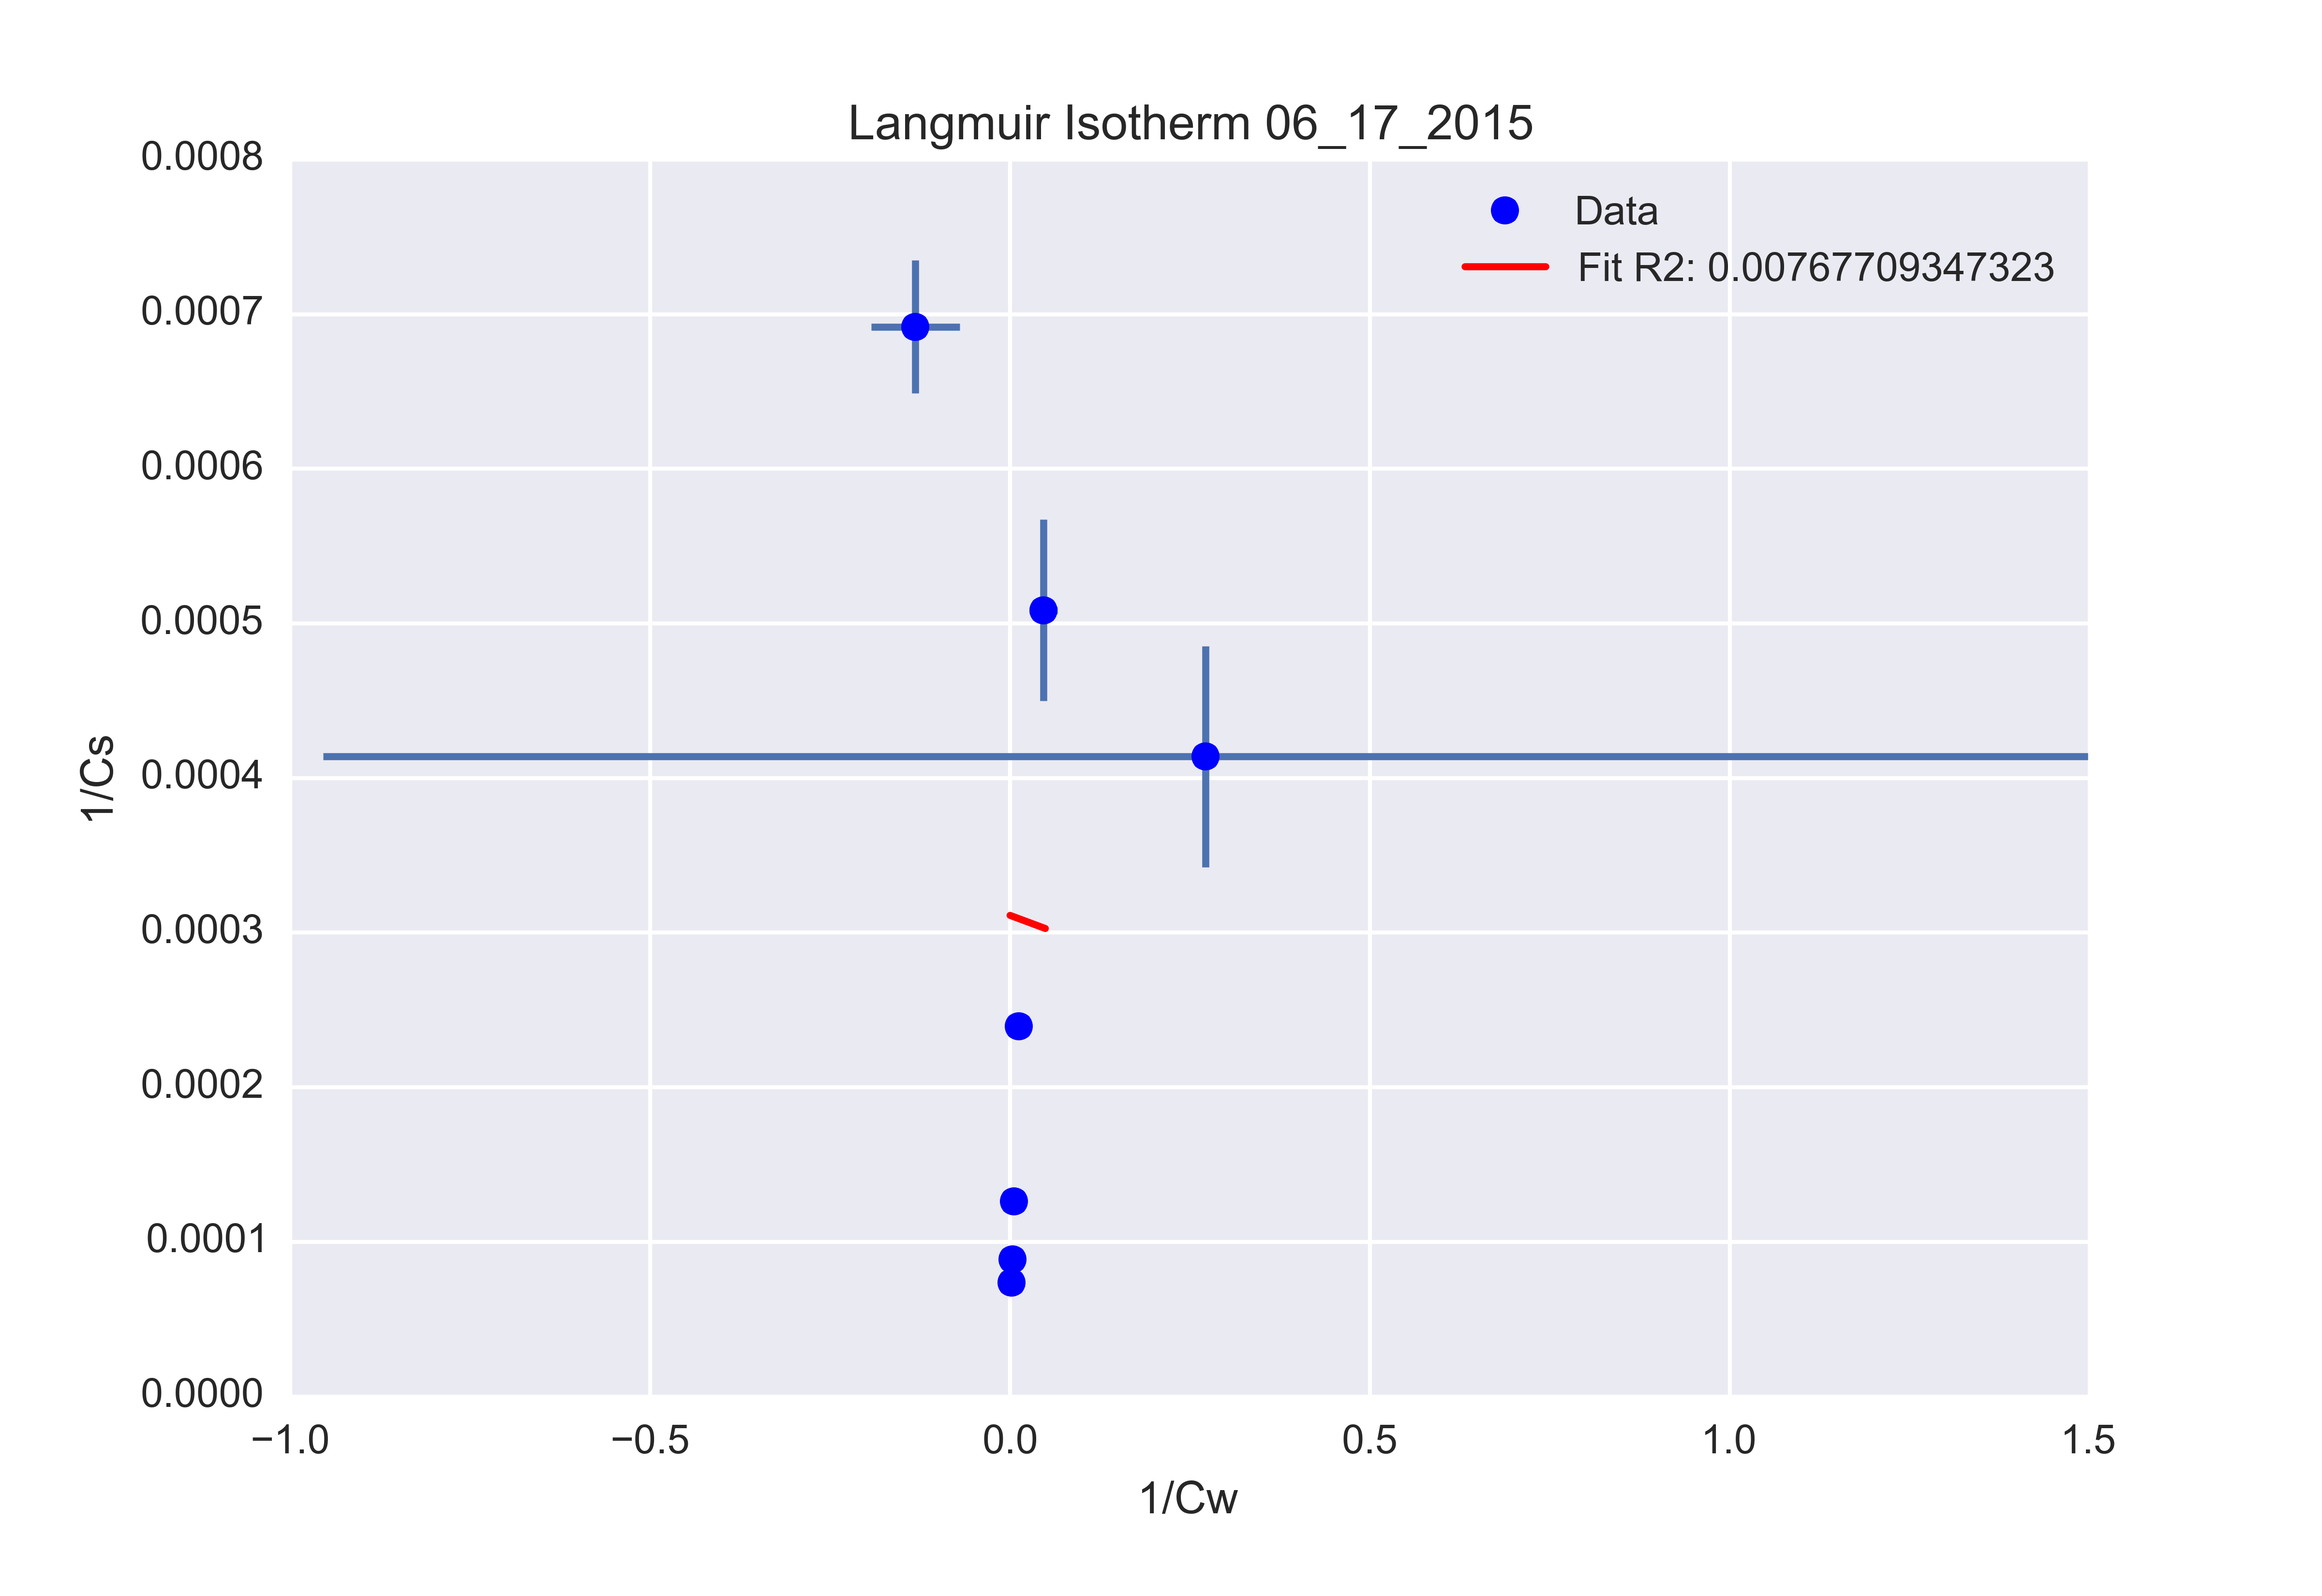 Langmuir Isotherm 06_17_2015
Data
Fit R2: 0.00767709347323
0.0008
0.0007
0.0006
0.0005
0.0004
0.0003
0.0002
0.0001
0.0000
1/Cs
−1.0 −0.5 0.0 0.5 1.0 1.5
1/Cw